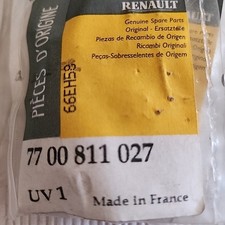 RENAULT
Genuine Spare Parts
Original - Ersatzteile
Piezas de Recambio de Origen
Ricambi Originali
Peças-Sobresselentes de Origem
PIÈCES D'ORIGINE
66EH59
77 00 811 027
UV 1
Made in France